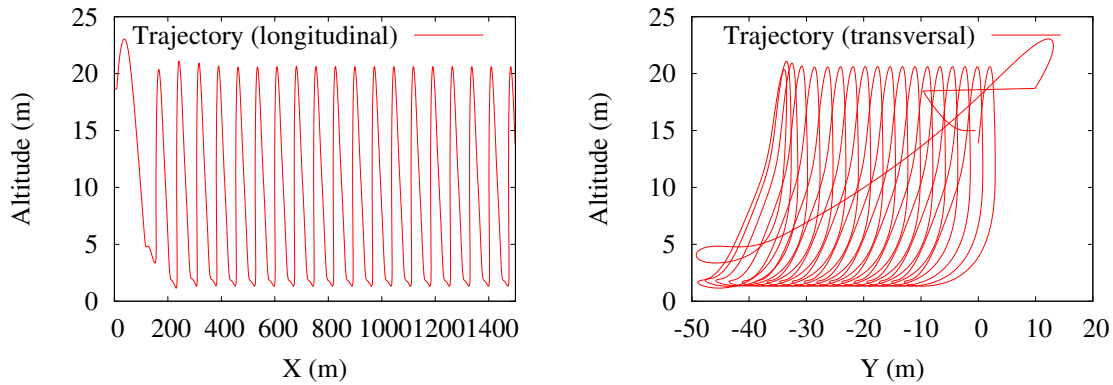 25
20
15
10
5
0
Altitude (m)
Trajectory (longitudinal)
0 200 400 600 800 1000 1200 1400
X (m)
25
20
15
10
5
0
Altitude (m)
Trajectory (transversal)
-50 -40 -30 -20 -10 0 10 20
Y (m)